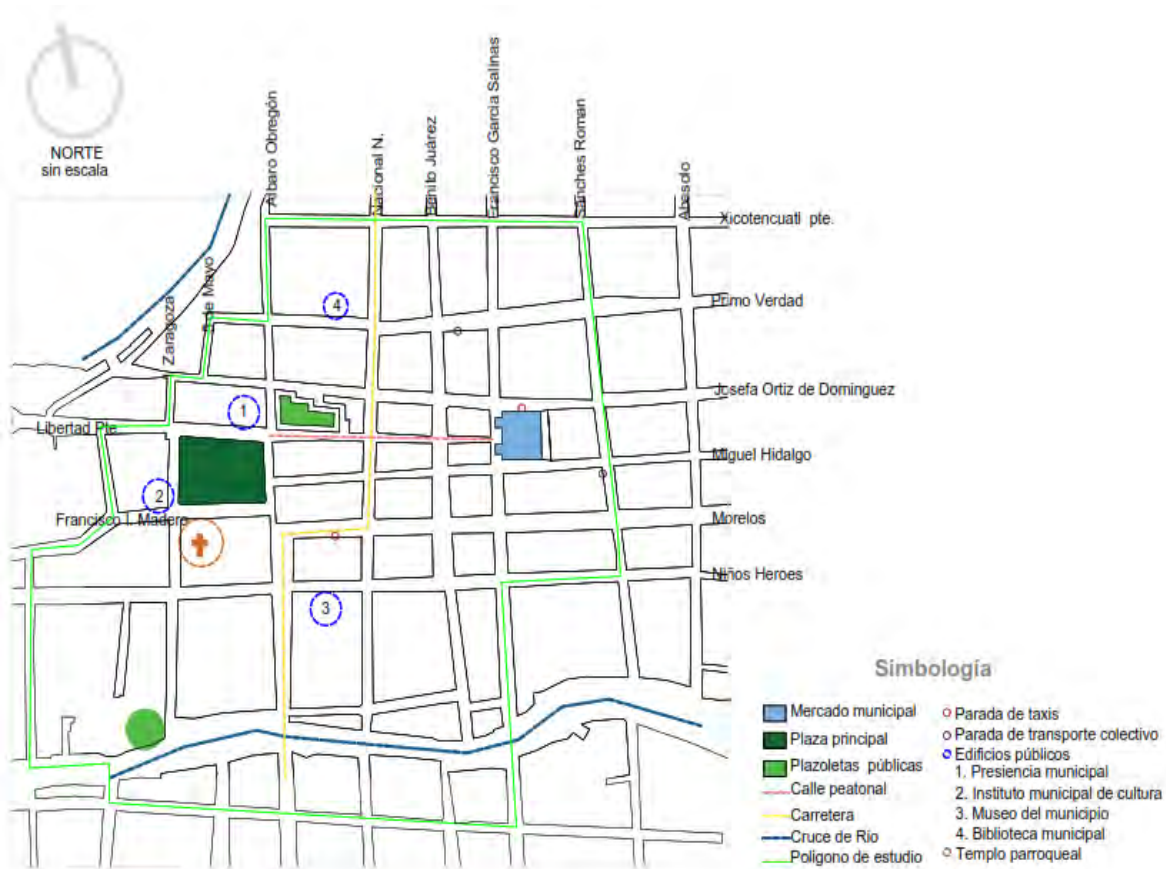 NORTE
sin escala
Albaro Obregón
Nacional N.
Benito Juárez
Francisco García Salinas
Sanches Roman
Abasolo
Xicotencuatl pte.
Zaragoza
5 de Mayo
4
Primo Verdad
Josefa Ortiz de Dominguez
1
Libertad Pte.
Miguel Hidalgo
2
Francisco I. Madero
Morelos
Niños Heroes
3
Simbología
Mercado municipal
Plaza principal
Plazoletas públicas
Calle peatonal
Carretera
Cruce de Rio
Poligono de estudio
Parada de taxis
Parada de transporte colectivo
Edificios públicos
1. Presiencia municipal
2. Instituto municipal de cultura
3. Museo del municipio
4. Biblioteca municipal
Templo parroqueal